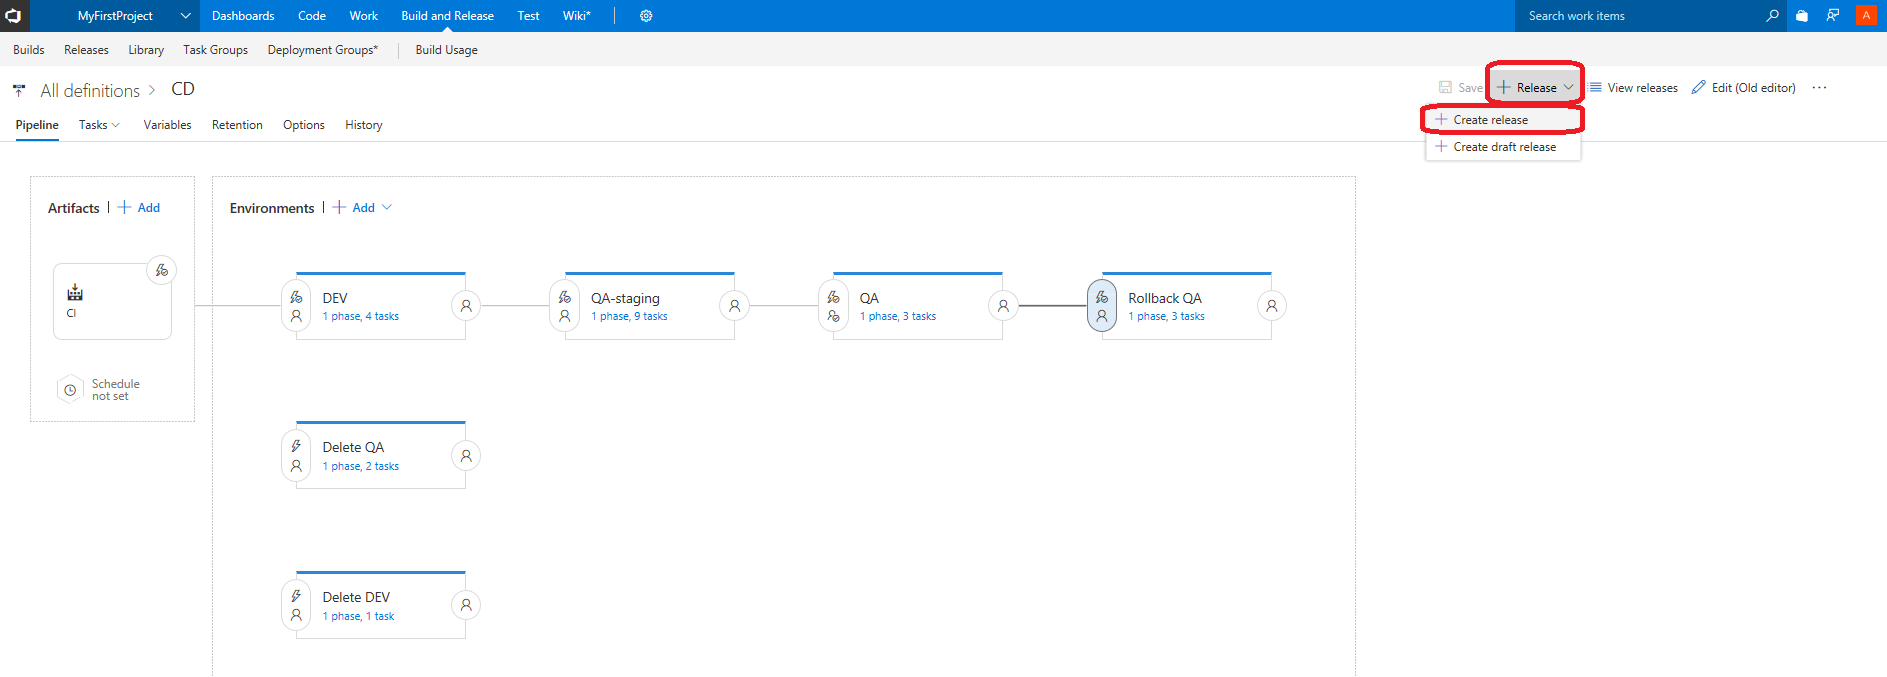 MyFirstProject Dashboards Code Work Build and Release Test Wiki* Search work items A
Builds Releases Library Task Groups Deployment Groups* Build Usage
All definitions > CD Save + Release View releases Edit (Old editor) ...
Pipeline Tasks Variables Retention Options History
+ Create release
+ Create draft release
Artifacts | + Add
Environments | + Add
CI
Schedule
not set
DEV
1 phase, 4 tasks
QA-staging
1 phase, 9 tasks
QA
1 phase, 3 tasks
Rollback QA
1 phase, 3 tasks
Delete QA
1 phase, 2 tasks
Delete DEV
1 phase, 1 task